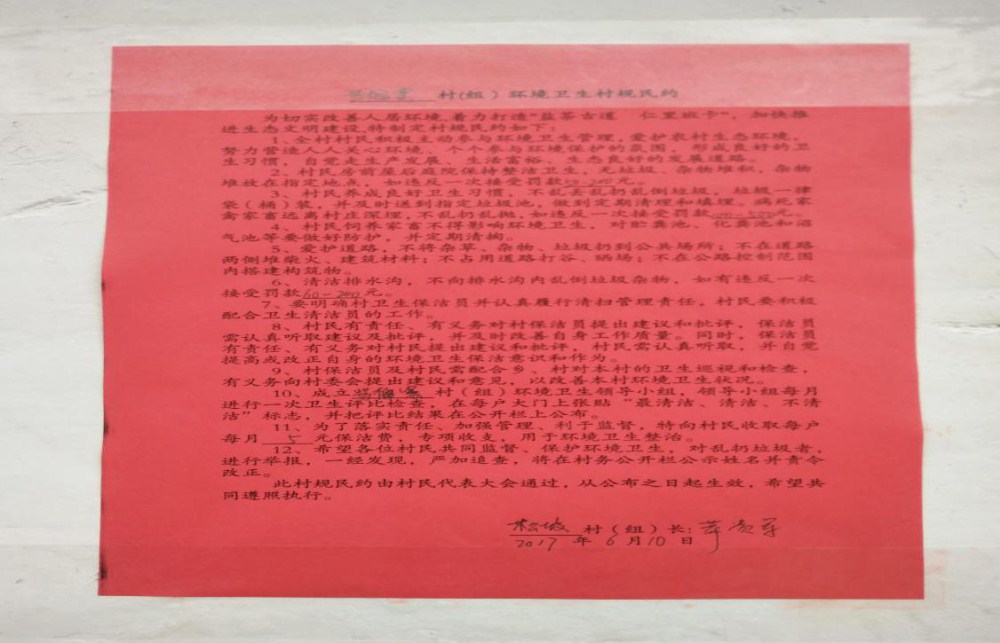 村(组)环境卫生村规民约
为切实改善人居环境,着力打造"盐茶古道 仁里班卡",加快推
进生态文明建设,特制定村规民约如下:
1、全村村民积极主动参与环境卫生管理,爱护农村生态环境,
努力营造人人关心环境、个个参与环境保护的氛围,形成良好的卫
生习惯,自觉走生产发展、生活富裕、生态良好的发展道路。
2、村民房前屋后庭院保持整洁卫生,无垃圾、杂物堆积,杂物
堆放在指定地点,如违反一次接受罚款50-200元。
3、村民养成良好卫生习惯,不乱丢乱扔乱倒垃圾,垃圾一律
袋(桶)装,并及时送到指定垃圾池,做到定期清理和填埋,病死家
禽家畜远离村庄深埋,不乱扔乱抛,如违反一次接受罚款元。
4、村民饲养家畜不得影响环境卫生,对贮粪池、化粪池和沼
气池等要做好防护,并定期清掏。
5、爱护道路,不将杂草、杂物、垃圾扔到公共场所;不在道路
两侧堆柴火、建筑材料;不占用道路打谷、晒场;不在公路控制范围
内搭建构筑物。
6、清洁排水沟,不向排水沟内乱倒垃圾杂物,如有违反一次
接受罚款50-200元。
7、要明确村卫生保洁员并认真履行清扫管理责任,村民要积极
配合卫生清洁员的工作。
8、村民有责任、有义务对村保洁员提出建议和批评,保洁员
需认真听取建议及批评,并及时改善自身工作质量。同时,保洁员
有责任、有义务对村民提出建议和批评,村民需认真听取,并自觉
提高或改正自身的环境卫生保洁意识和作为。
9、村保洁员及村民需配合乡、村对本村的卫生巡视和检查,
有义务向村委会提出建议和意见,以改善本村环境卫生状况。
10、成立村(组)环境卫生领导小组,领导小组每月
进行一次卫生评比检查,在每户大门上张贴"最清洁、清洁、不清
洁"标志,并把评比结果在公开栏上公布。
11、为了落实责任、加强管理、利于监督,特向村民收取每户
每月 5 元保洁费,专项收支,用于环境卫生整治。
12、希望各位村民共同监督、保护环境卫生,对乱扔垃圾者,
进行举报,一经发现,严加追查,将在村务公开栏公示姓名并责令
改正。
此村规民约由村民代表大会通过,从公布之日起生效,希望共
同遵照执行。
村(组)长:
2017 年 6 月 10 日